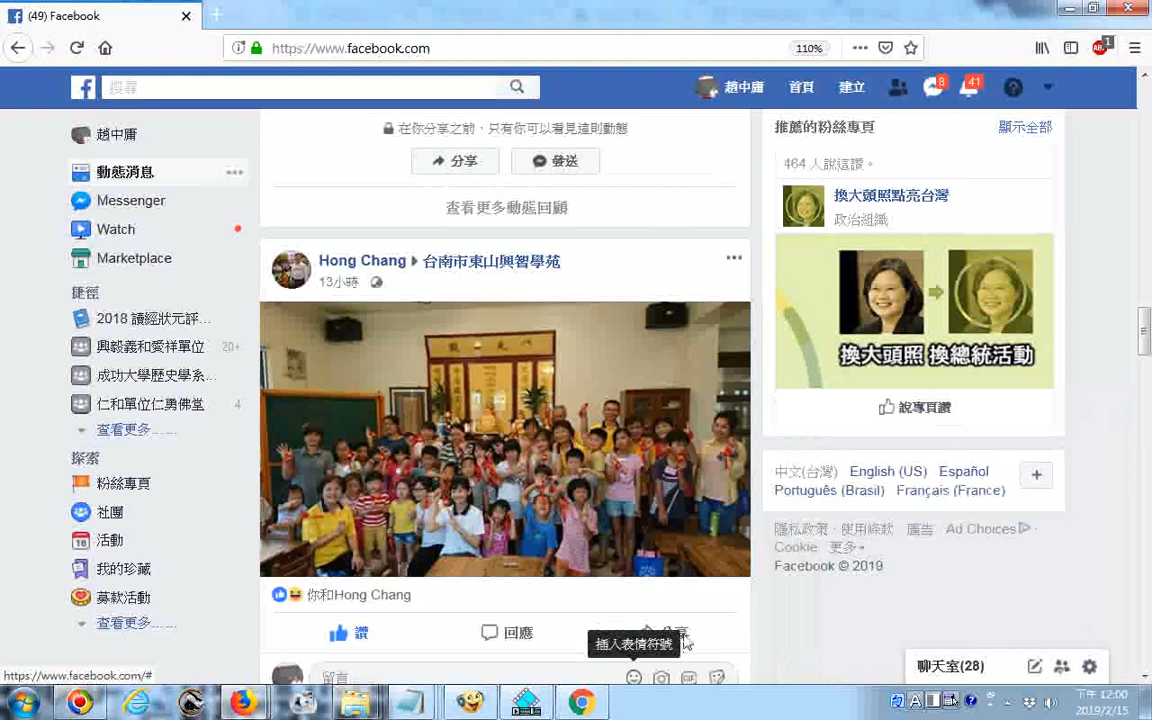 (49) Facebook
https://www.facebook.com
110%
1
搜尋
趙中庸
首頁
建立
8
41
趙中庸
動態消息
Messenger
Watch
Marketplace
捷徑
2018 讀經狀元評...
興毅義和愛祥單位 20+
成功大學歷史學系...
仁和單位仁勇佛堂 4
查看更多......
探索
粉絲專頁
社團
活動
我的珍藏
募款活動
查看更多......
在你分享之前，只有你可以看見這則動態
分享
發送
查看更多動態回顧
Hong Chang 台南市東山興智學苑
13小時
你和Hong Chang
讚
回應
分享
插入表情符號
留言......
推薦的粉絲專頁
顯示全部
464 人說這讚。
換大頭照點亮台灣
政治組織
換大頭照 換總統活動
說專頁讚
中文(台灣) English (US) Español
Português (Brasil) Français (France)
隱私政策 · 使用條款 · 廣告 · Ad Choices ·
Cookie · 更多
Facebook © 2019
聊天室(28)
https://www.facebook.com/#
下午 12:00
2019/2/15